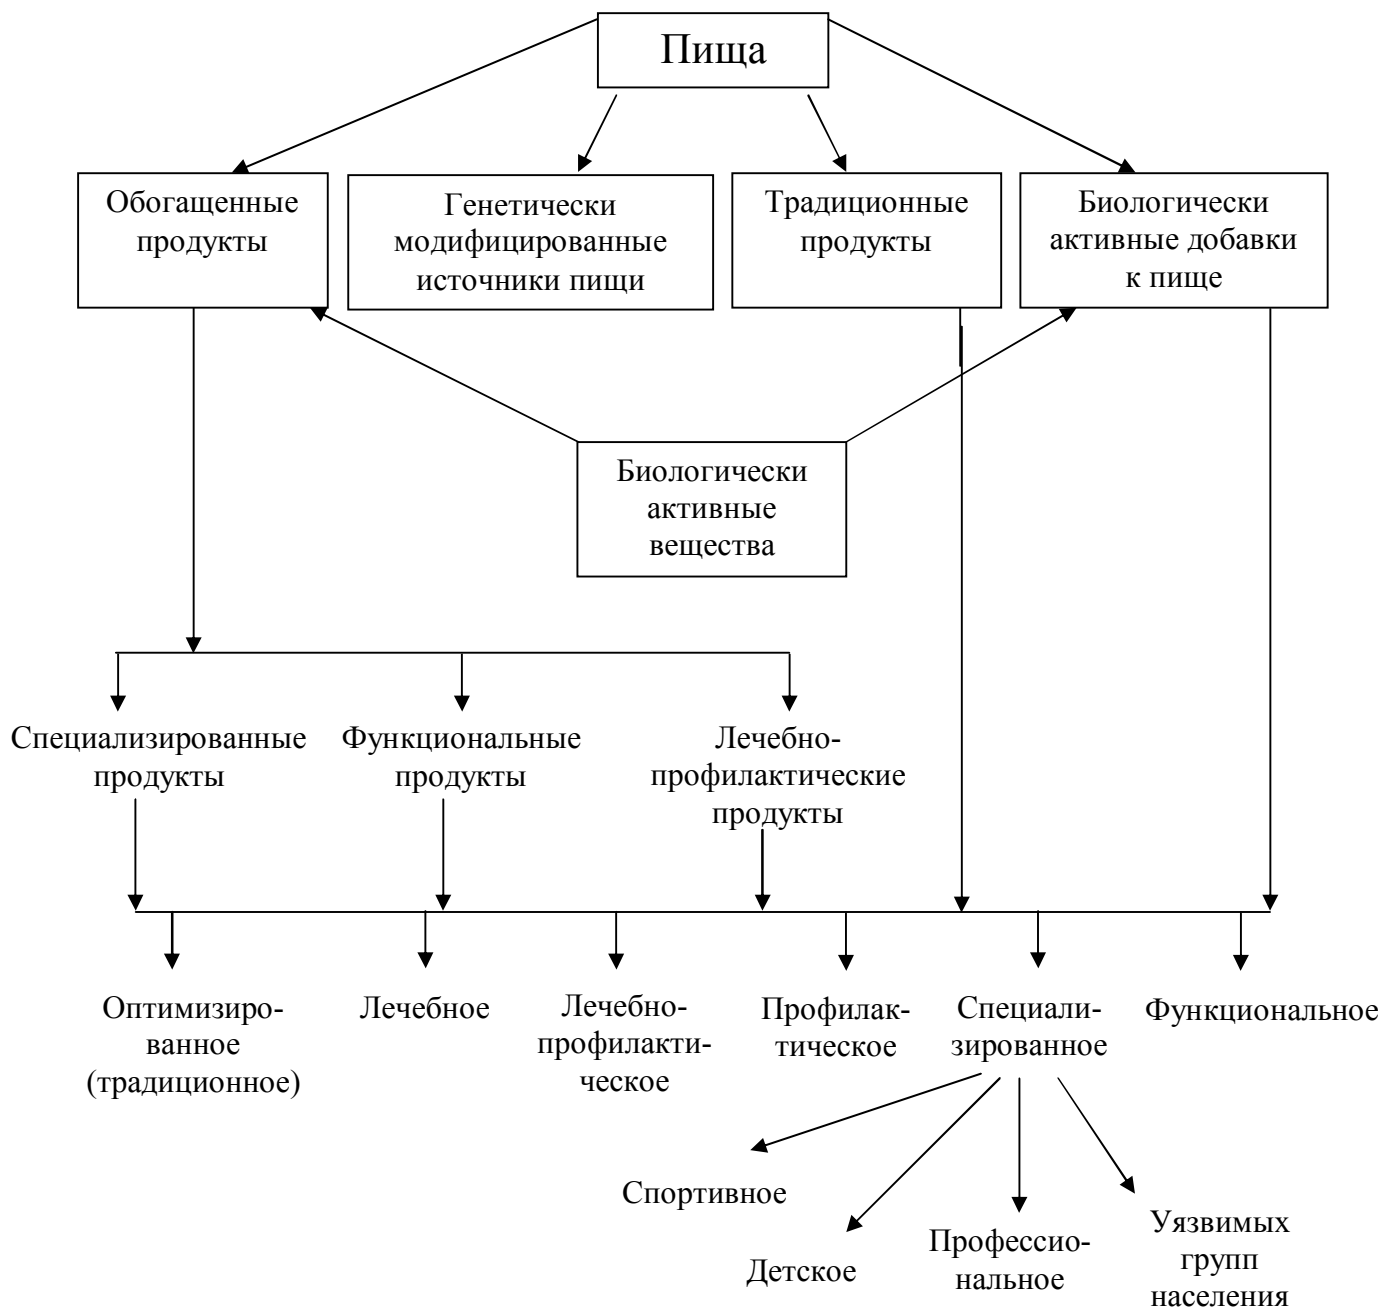 Пища
Обогащенные
продукты
Генетически
модифицированные
источники пищи
Традиционные
продукты
Биологически
активные добавки
к пище
Биологически
активные
вещества
Специализированные
продукты
Функциональные
продукты
Лечебно-
профилактические
продукты
Оптимизиро-
ванное
(традиционное)
Лечебное
Лечебно-
профилакти-
ческое
Профилак-
тическое
Специали-
зированное
Функциональное
Спортивное
Детское
Профессио-
нальное
Уязвимых
групп
населения